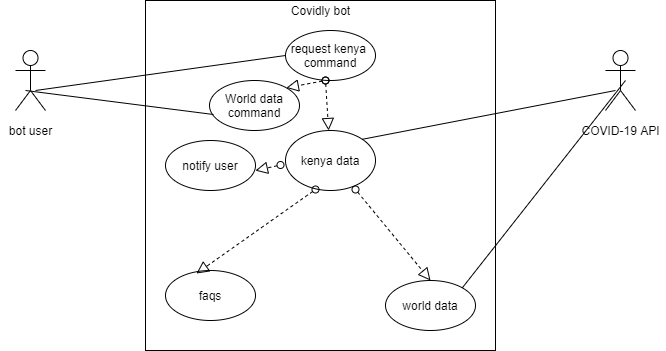 Covidly bot
request kenya
command
World data
command
bot user
COVID-19 API
notify user
kenya data
faqs
world data